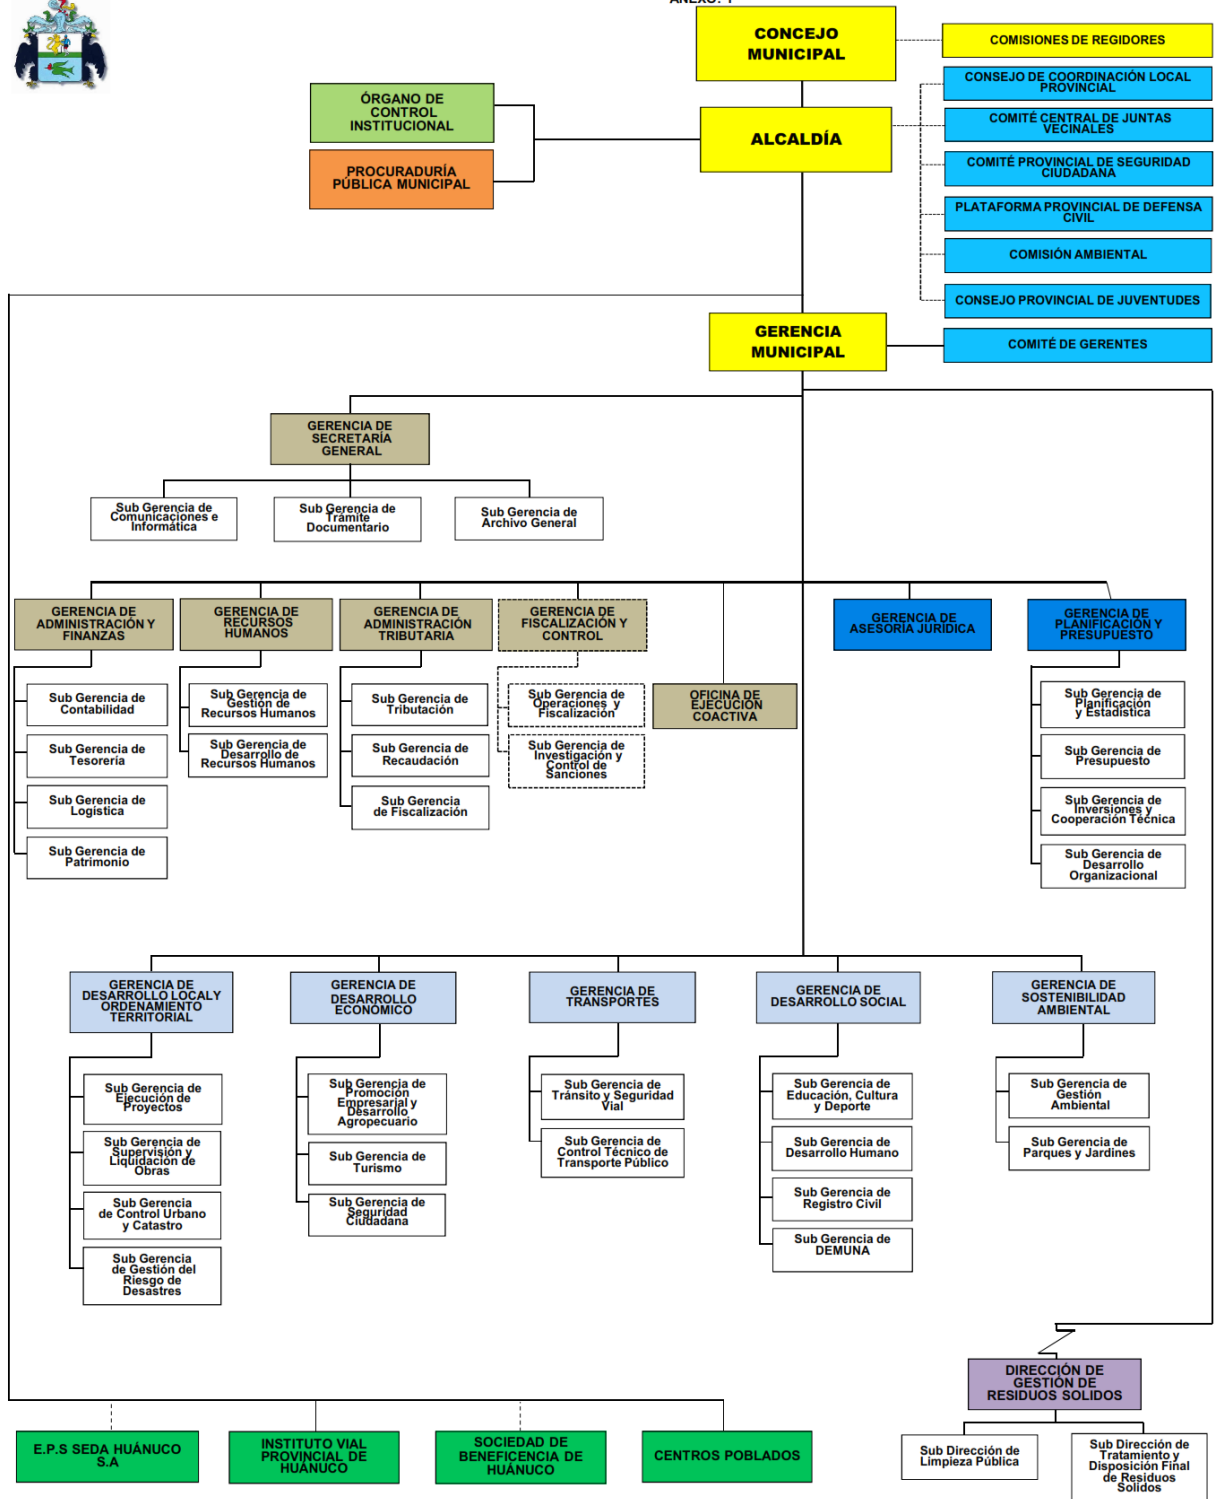 ANEXO: 1
CONCEJO
MUNICIPAL
COMISIONES DE REGIDORES
CONSEJO DE COORDINACIÓN LOCAL
PROVINCIAL
ÓRGANO DE
CONTROL
INSTITUCIONAL
ALCALDÍA
COMITÉ CENTRAL DE JUNTAS
VECINALES
PROCURADURÍA
PÚBLICA MUNICIPAL
COMITÉ PROVINCIAL DE SEGURIDAD
CIUDADANA
PLATAFORMA PROVINCIAL DE DEFENSA
CIVIL
COMISIÓN AMBIENTAL
CONSEJO PROVINCIAL DE JUVENTUDES
GERENCIA
MUNICIPAL
COMITÉ DE GERENTES
GERENCIA DE
SECRETARÍA
GENERAL
Sub Gerencia de
Comunicaciones e
Informática
Sub Gerencia de
Trámite
Documentario
Sub Gerencia de
Archivo General
GERENCIA DE
ADMINISTRACIÓN Y
FINANZAS
GERENCIA DE
RECURSOS
HUMANOS
GERENCIA DE
ADMINISTRACIÓN
TRIBUTARIA
GERENCIA DE
FISCALIZACIÓN Y
CONTROL
GERENCIA DE
ASESORIA JURÍDICA
GERENCIA DE
PLANIFICACIÓN Y
PRESUPUESTO
Sub Gerencia de
Contabilidad
Sub Gerencia de
Tesorería
Sub Gerencia de
Logística
Sub Gerencia de
Patrimonio
Sub Gerencia de
Gestión de
Recursos Humanos
Sub Gerencia de
Desarrollo de
Recursos Humanos
Sub Gerencia de
Tributación
Sub Gerencia de
Recaudación
Sub Gerencia
de Fiscalización
Sub Gerencia de
Operaciones y
Fiscalización
Sub Gerencia de
Investigación y
Control de
Sanciones
OFICINA DE
EJECUCIÓN
COACTIVA
Sub Gerencia de
Planificación
y Estadística
Sub Gerencia de
Presupuesto
Sub Gerencia de
Inversiones y
Cooperación Técnica
Sub Gerencia de
Desarrollo
Organizacional
GERENCIA DE
DESARROLLO LOCALY
ORDENAMIENTO
TERRITORIAL
GERENCIA DE
DESARROLLO
ECONÓMICO
GERENCIA DE
TRANSPORTES
GERENCIA DE
DESARROLLO SOCIAL
GERENCIA DE
SOSTENIBILIDAD
AMBIENTAL
Sub Gerencia de
Ejecución de
Proyectos
Sub Gerencia de
Supervisión y
Liquidación de
Obras
Sub Gerencia
de Control Urbano
y Catastro
Sub Gerencia
de Gestión del
Riesgo de
Desastres
Sub Gerencia de
Promoción
Empresarial y
Desarrollo
Agropecuario
Sub Gerencia de
Turismo
Sub Gerencia de
Seguridad
Ciudadana
Sub Gerencia de
Tránsito y Seguridad
Vial
Sub Gerencia de
Control Técnico de
Transporte Público
Sub Gerencia de
Educación, Cultura
y Deporte
Sub Gerencia de
Desarrollo Humano
Sub Gerencia de
Registro Civil
Sub Gerencia de
DEMUNA
Sub Gerencia de
Gestión
Ambiental
Sub Gerencia de
Parques y Jardines
DIRECCIÓN DE
GESTIÓN DE
RESIDUOS SOLIDOS
Sub Dirección de
Limpieza Pública
Sub Dirección de
Tratamiento y
Disposición Final
de Residuos
Solidos
E.P.S SEDA HUÁNUCO
S.A
INSTITUTO VIAL
PROVINCIAL DE
HUÁNUCO
SOCIEDAD DE
BENEFICENCIA DE
HUÁNUCO
CENTROS POBLADOS